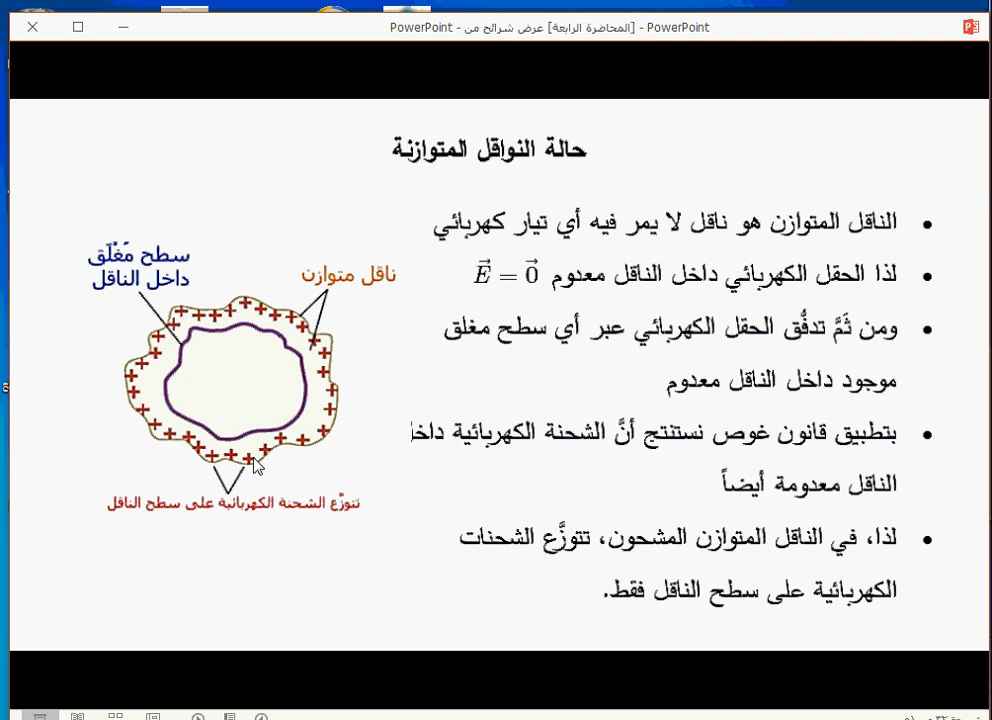 PowerPoint - [المحاضرة الرابعة] عرض شرائح من - PowerPoint
حالة النواقل المتوازنة
الناقل المتوازن هو ناقل لا يمر فيه أي تيار كهربائي
لذا الحقل الكهربائي داخل الناقل معدوم $\vec{E} = \vec{0}$
ومن ثَمَّ تدفُّق الحقل الكهربائي عبر أي سطح مغلق
موجود داخل الناقل معدوم
بتطبيق قانون غوص نستنتج أنَّ الشحنة الكهربائية داخل
الناقل معدومة أيضاً
لذا، في الناقل المتوازن المشحون، تتوزَّع الشحنات
الكهربائية على سطح الناقل فقط.
سطح مُغْلَق
داخل الناقل
ناقل متوازن
تتوزّع الشحنة الكهربائية على سطح الناقل